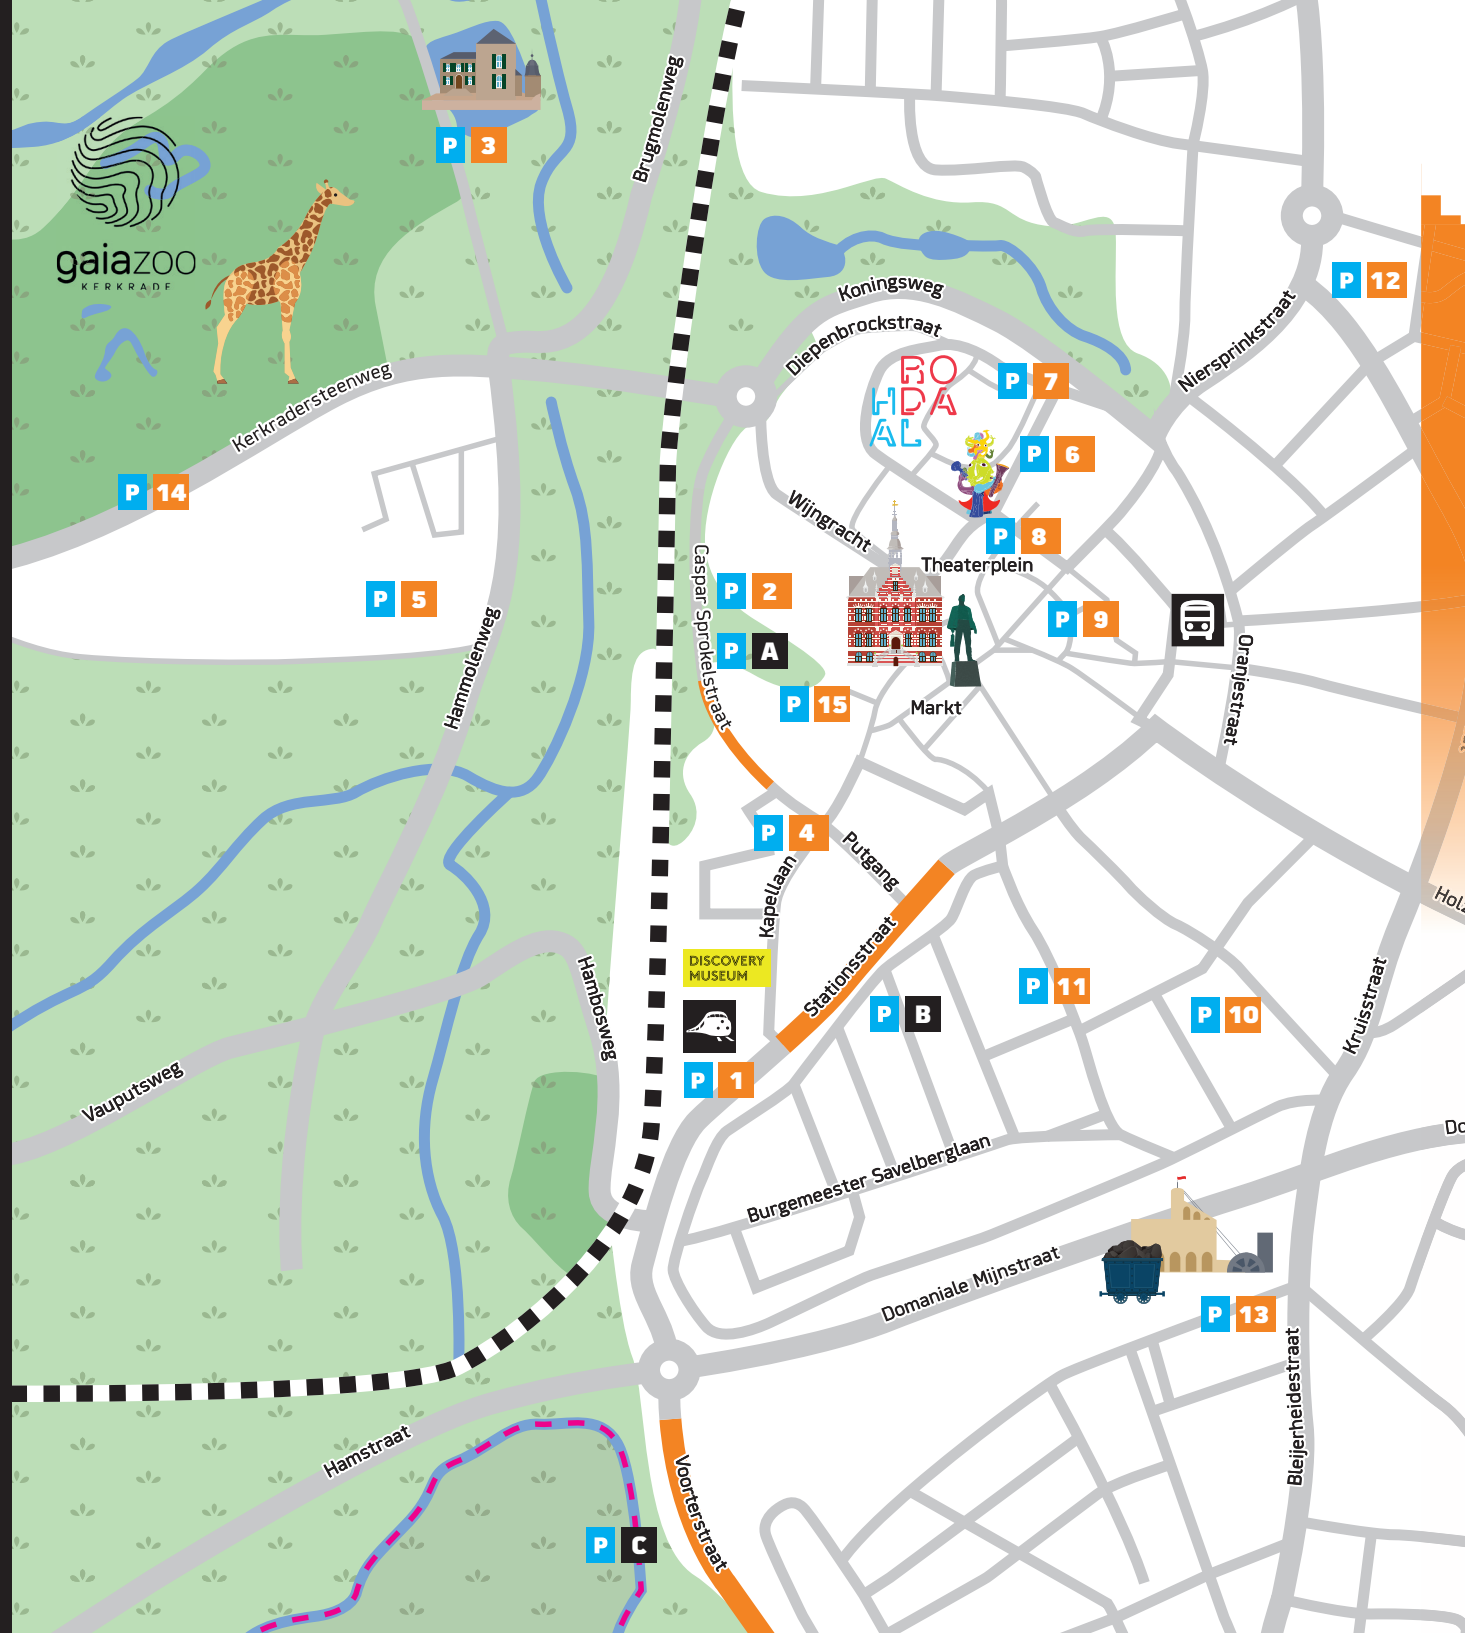 P 3
Brugmolenweg
gaiazoo
KERKRADE
Koningsweg
Diepenbrockstraat
RO
HDA
AL
P 12
Niersprinkstraat
P 7
Kerkradersteenweg
P 6
P 14
Wijngracht
P 8
Theaterplein
Caspar Sprokelstraat
P 2
P 5
P 9
P A
Hammolenweg
Oranjestraat
P 15
Markt
P 4
Putgang
Kapellaan
Stationsstraat
DISCOVERY
MUSEUM
Hambosweg
P 11
P B
P 10
Kruisstraat
Vauputsweg
P 1
Burgemeester Savelberglaan
Domaniale Mijnstraat
P 13
Bleijerheidestraat
Hamstraat
Voorterstraat
P C